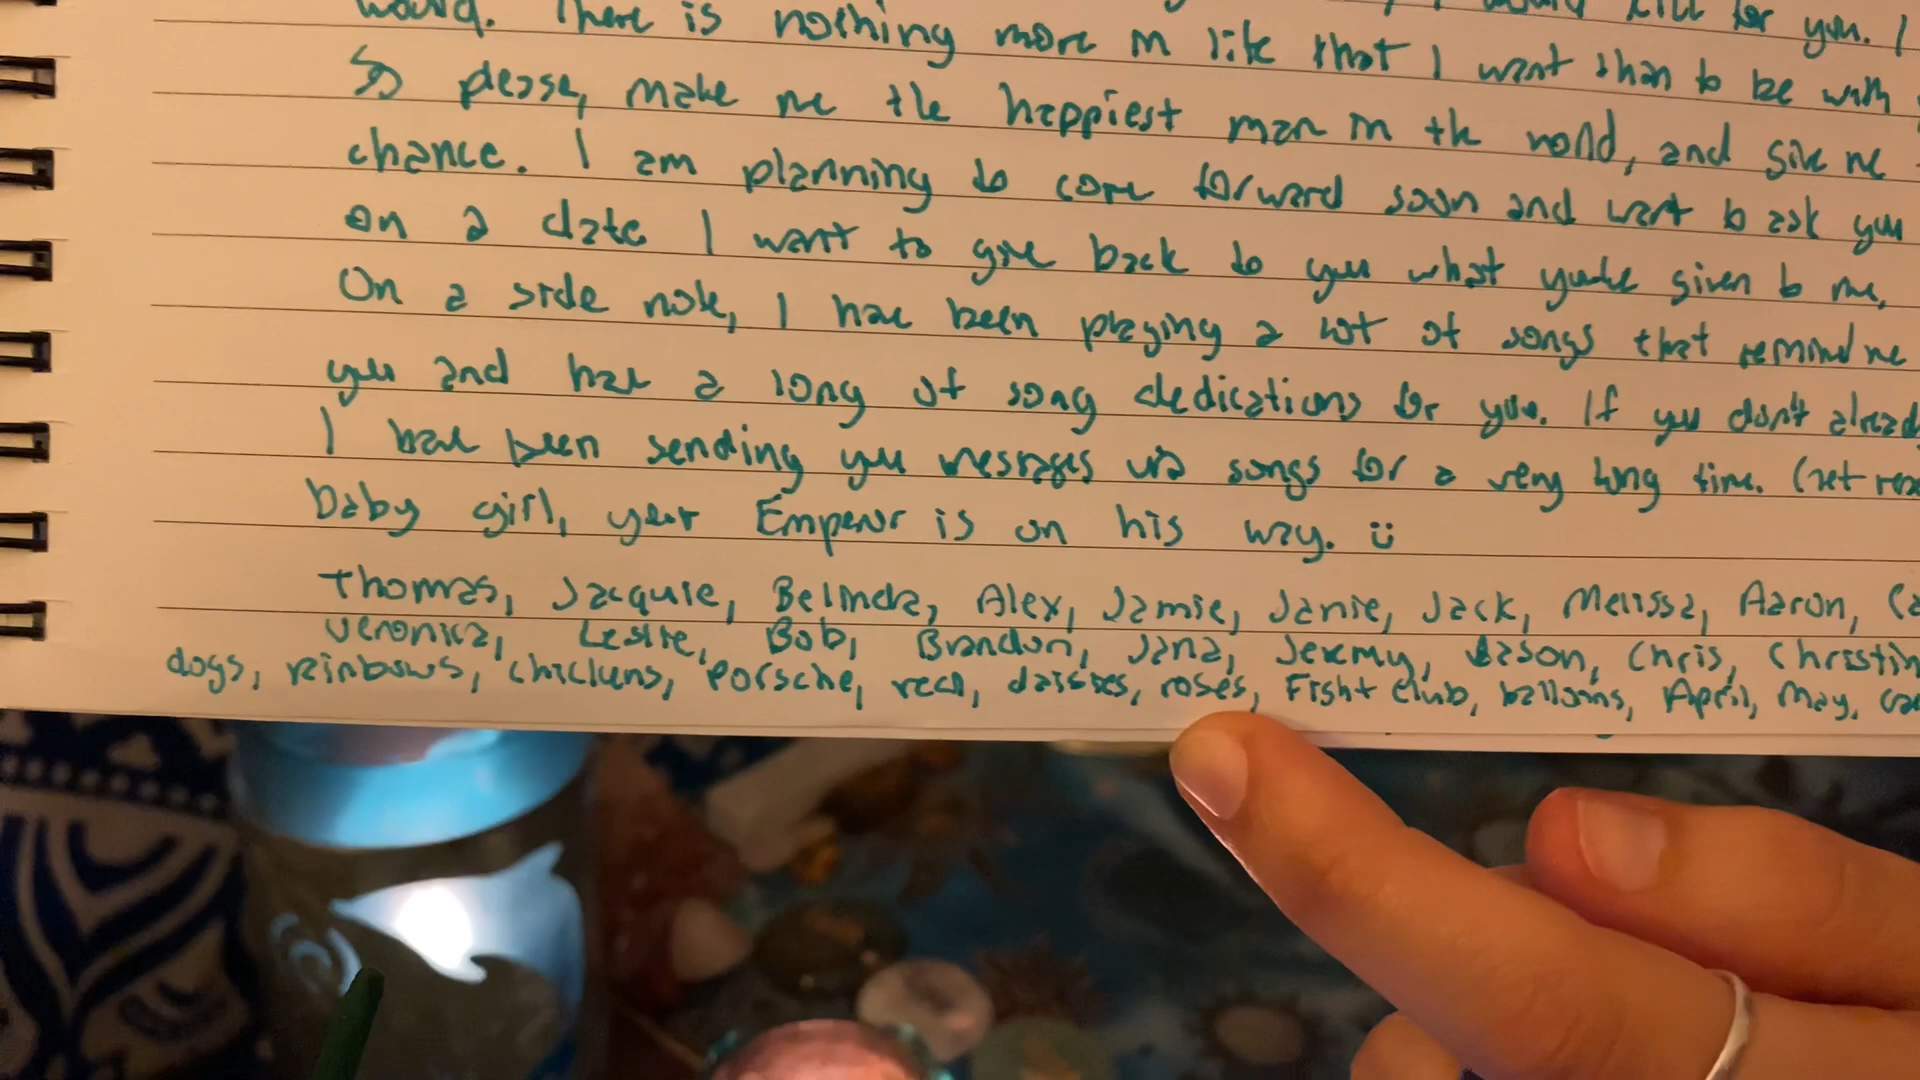 world. There is nothing more in life that I want than to be with
would kill for you. I
So please, make me the happiest man in the world, and give me
chance. I am planning to come forward soon and want to ask you
on a date I want to give back to you what you've given to me,
On a side note, I have been playing a lot of songs that remind me
you and have a long of song dedications for you. If you don't already
I have been sending you messages via songs for a very long time. (net
baby girl, your Emperor is on his way. ü
Thomas, Jacquie, Belinda, Alex, Jamie, Janie, Jack, Melissa, Aaron,
Veronica, Leslie, Bob, Brandon, Jana, Jeremy, Jason, Chris, Christin
dogs, rainbows, chickens, Porsche, red, daisies, roses, Fight Club, balloons, April, May,